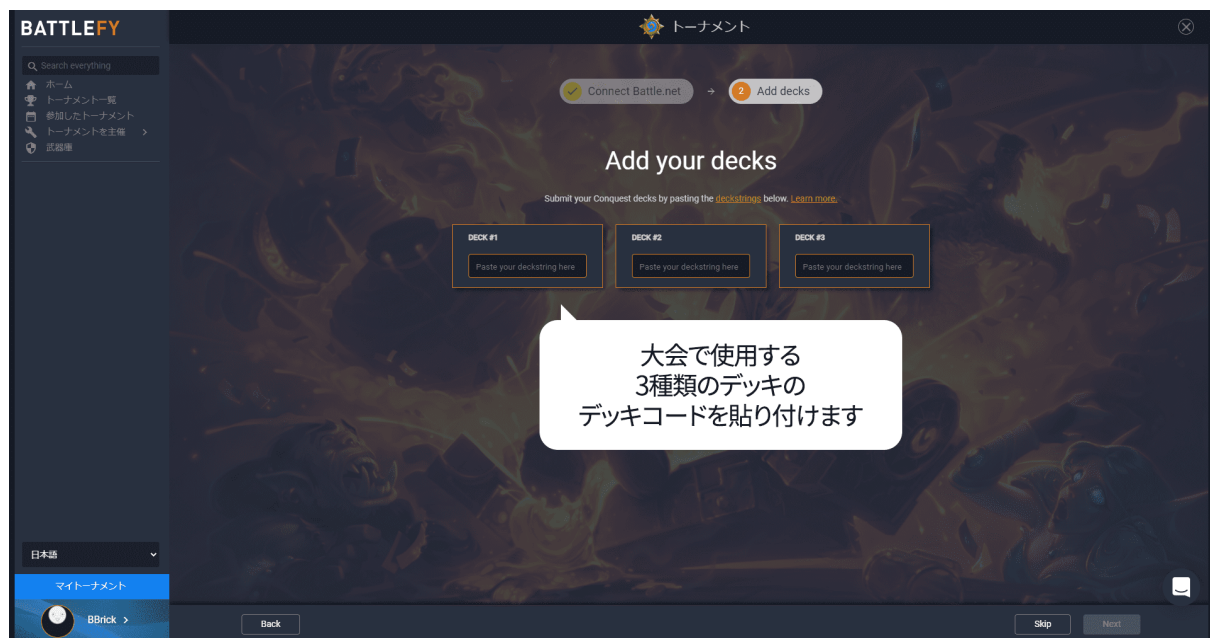 BATTLEFY
トーナメント
Search everything
ホーム
トーナメント一覧
参加したトーナメント
トーナメントを主催
武器庫
Connect Battle.net
2 Add decks
Add your decks
Submit your Conquest decks by pasting the deckstrings below. Learn more.
DECK #1
Paste your deckstring here
DECK #2
Paste your deckstring here
DECK #3
Paste your deckstring here
大会で使用する
3種類のデッキの
デッキコードを貼り付けます
日本語
マイトーナメント
BBrick
Back
Skip
Next